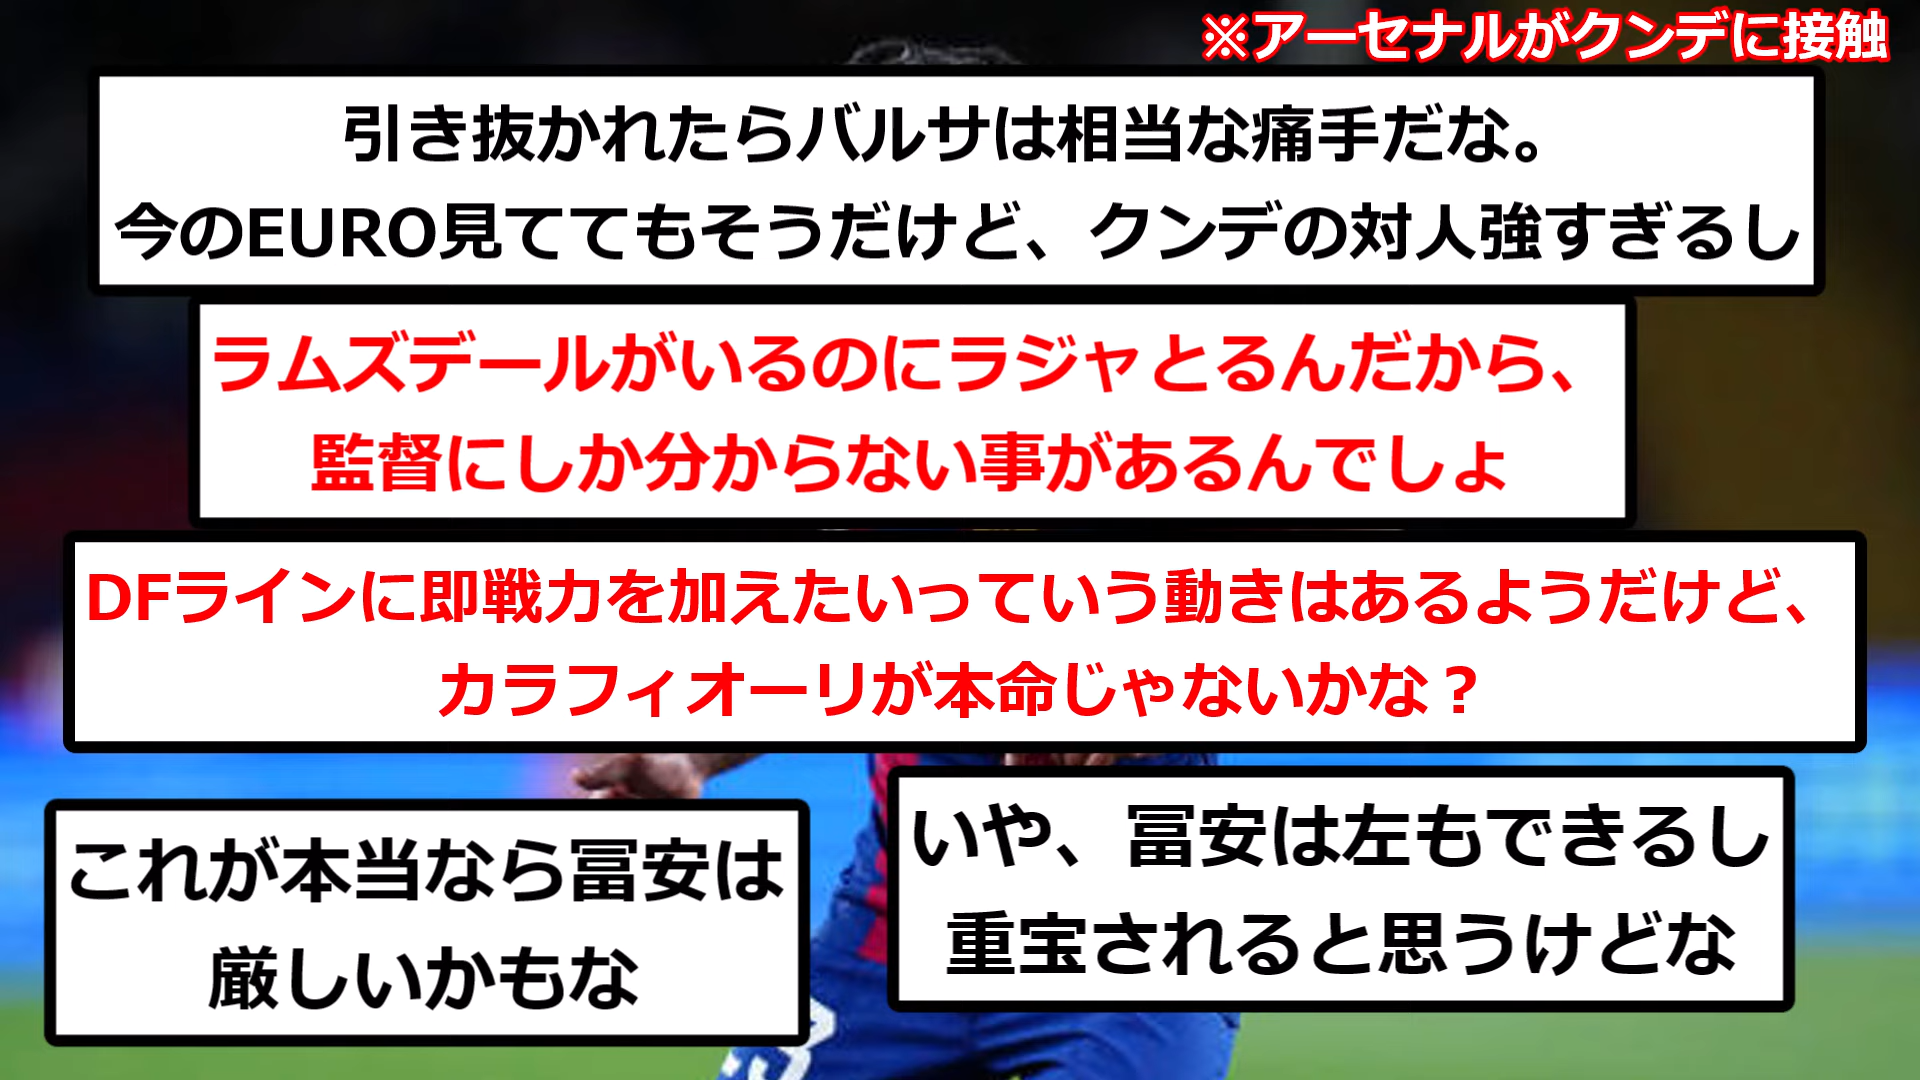 ※アーセナルがクンデに接触
引き抜かれたらバルサは相当な痛手だな。
今のEURO見ててもそうだけど、クンデの対人強すぎるし
ラムズデールがいるのにラジャとるんだから、
監督にしか分からない事があるんでしょ
DFラインに即戦力を加えたいっていう動きはあるようだけど、
カラフィオーリが本命じゃないかな？
これが本当なら冨安は
厳しいかもな
いや、冨安は左もできるし
重宝されると思うけどな
23